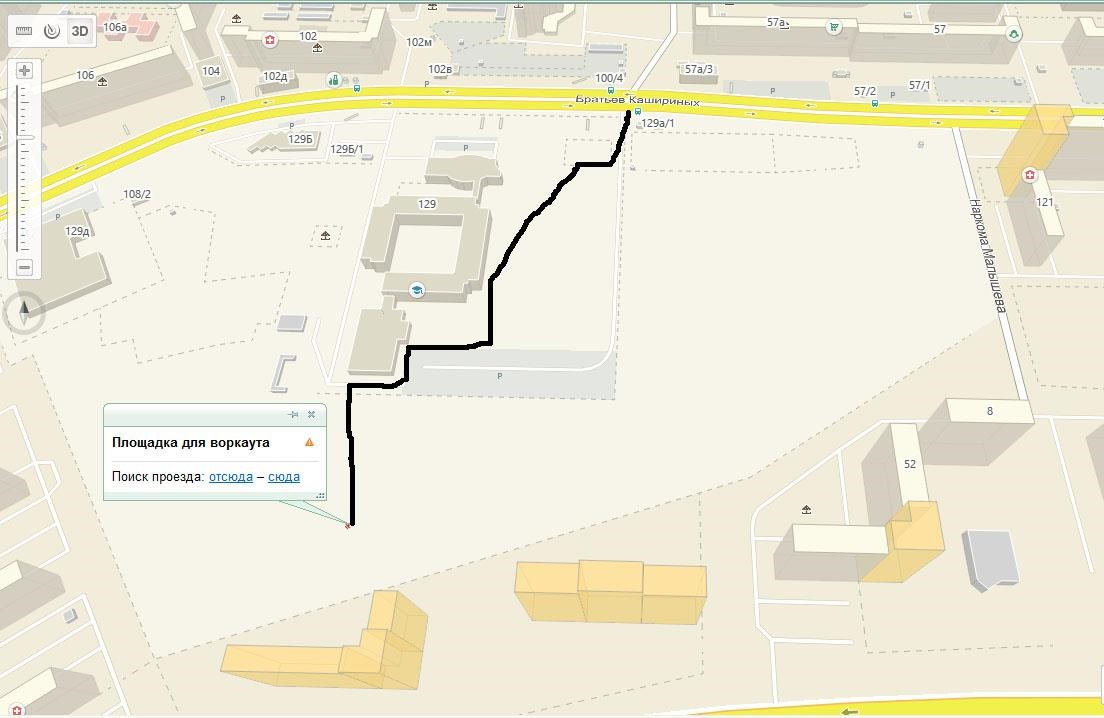 3D
106а
102
102м
106
104
102д
102в
Р
Р
100/4
57а
57
57а/3
57/2
57/1
Р
Братьев Кашириных
129а/1
Р
129Б
129Б/1
Р
108/2
Р
129д
129
121
Наркома Малышева
Р
8
52
Площадка для воркаута
Поиск проезда: отсюда – сюда